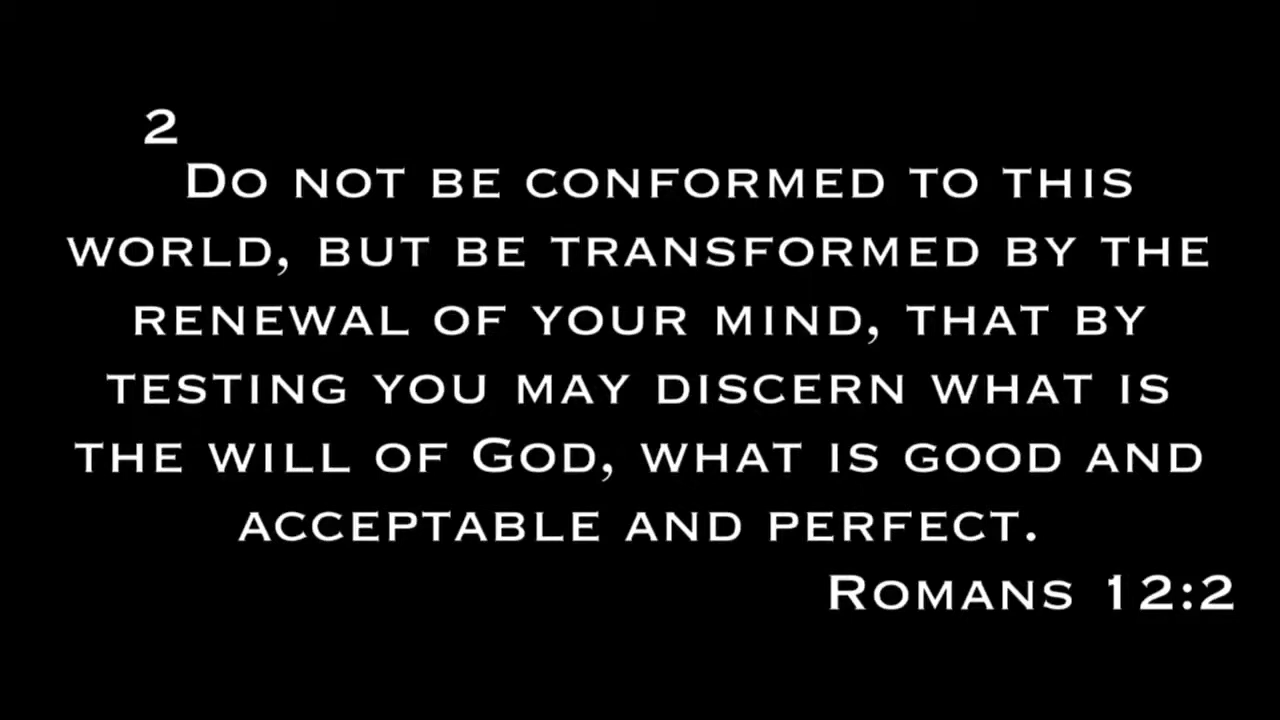 2
Do not be conformed to this
world, but be transformed by the
renewal of your mind, that by
testing you may discern what is
the will of God, what is good and
acceptable and perfect.
Romans 12:2